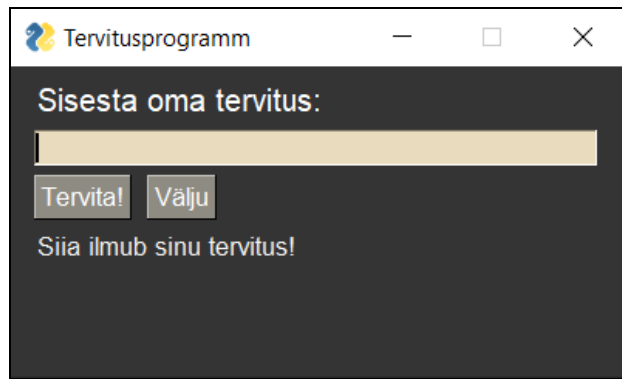 Tervitusprogramm
Sisesta oma tervitus:
Tervita! Välju
Siia ilmub sinu tervitus!